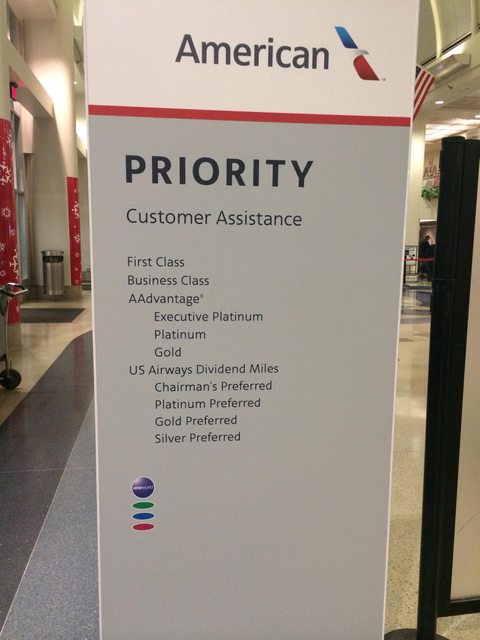 American
PRIORITY
Customer Assistance
First Class
Business Class
AAdvantage®
Executive Platinum
Platinum
Gold
US Airways Dividend Miles
Chairman's Preferred
Platinum Preferred
Gold Preferred
Silver Preferred
oneworld